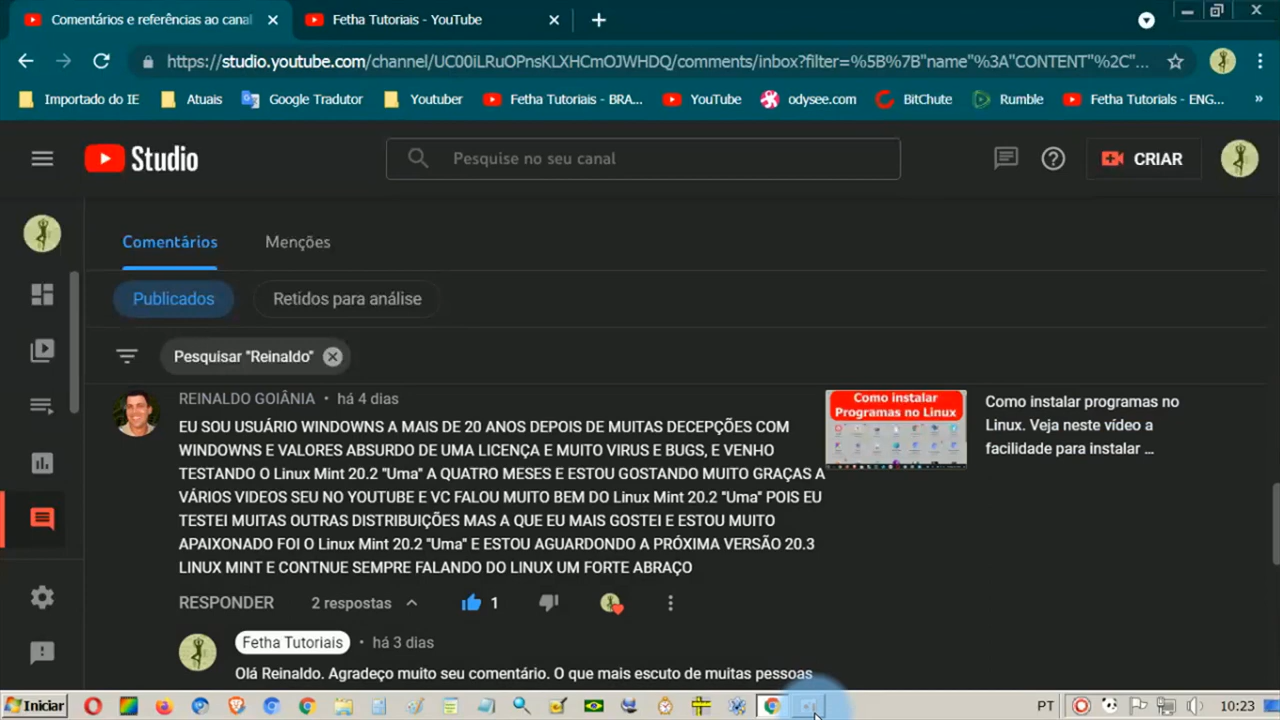 Comentários e referências ao canal
Fetha Tutoriais - YouTube
https://studio.youtube.com/channel/UC00iLRuOPnsKLXHCmOJWHDQ/comments/inbox?filter=%5B%7B"name"%3A"CONTENT"%2C"...
Importado do IE
Atuais
Google Tradutor
Youtuber
Fetha Tutoriais - BRA...
YouTube
odysee.com
BitChute
Rumble
Fetha Tutorials - ENG...
»
Studio
Pesquise no seu canal
CRIAR
Comentários
Menções
Publicados
Retidos para análise
Pesquisar "Reinaldo"
REINALDO GOIÂNIA • há 4 dias
EU SOU USUÁRIO WINDOWNS A MAIS DE 20 ANOS DEPOIS DE MUITAS DECEPÇÕES COM
WINDOWNS E VALORES ABSURDO DE UMA LICENÇA E MUITO VIRUS E BUGS, E VENHO
TESTANDO O Linux Mint 20.2 "Uma" A QUATRO MESES E ESTOU GOSTANDO MUITO GRAÇAS A
VÁRIOS VIDEOS SEU NO YOUTUBE E VC FALOU MUITO BEM DO Linux Mint 20.2 "Uma" POIS EU
TESTEI MUITAS OUTRAS DISTRIBUIÇÕES MAS A QUE EU MAIS GOSTEI E ESTOU MUITO
APAIXONADO FOI O Linux Mint 20.2 "Uma" E ESTOU AGUARDONDO A PRÓXIMA VERSÃO 20.3
LINUX MINT E CONTNUE SEMPRE FALANDO DO LINUX UM FORTE ABRAÇO
Como instalar
Programas no Linux
Como instalar programas no
Linux. Veja neste vídeo a
facilidade para instalar ...
RESPONDER
2 respostas
1
Fetha Tutoriais • há 3 dias
Olá Reinaldo. Agradeço muito seu comentário. O que mais escuto de muitas pessoas
Iniciar
PT
10:23